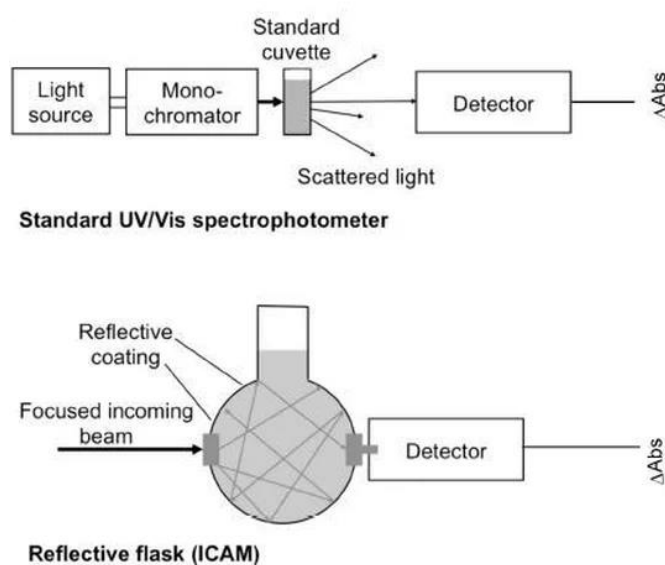 Standard
cuvette
Light
source
Mono-
chromator
Detector
ΔAbs
Scattered light
Standard UV/Vis spectrophotometer
Reflective
coating
Focused incoming
beam
Detector
ΔAbs
Reflective flask (ICAM)